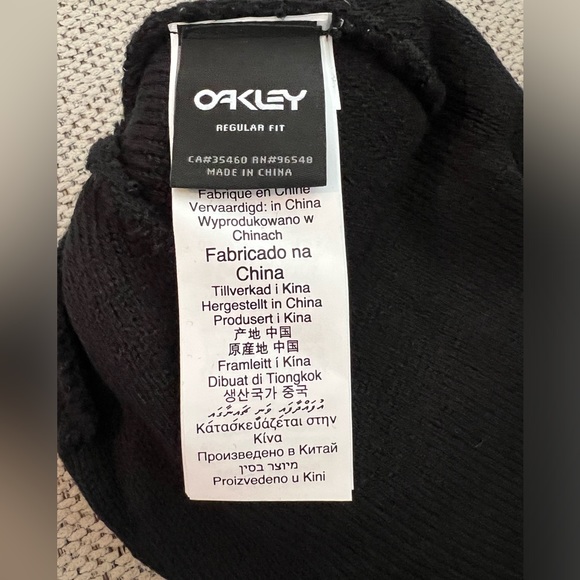 OAKLEY
REGULAR FIT
CA#35460 RN#96548
MADE IN CHINA
Fabriqué en Chine
Vervaardigd: in China
Wyprodukowano w
Chinach
Fabricado na
China
Tillverkad i Kina
Hergestellt in China
Produsert i Kina
产地 中国
原産地 中国
Framleitt í Kína
Dibuat di Tiongkok
생산국가 중국
އުފައްދާފައި ވަނީ ޗައިނާގައި
Κατασκευάζεται στην
Κίνα
Произведено в Китай
מיוצר בסין
Proizvedeno u Kini